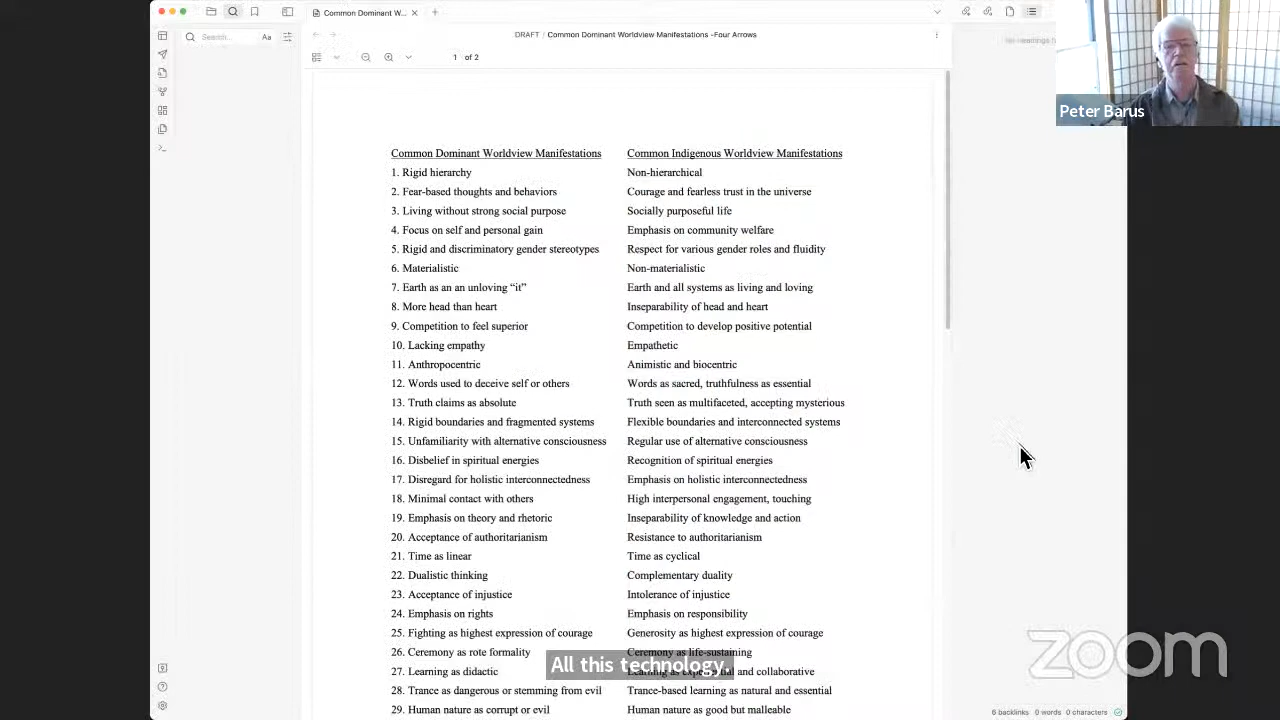 Common Dominant W...
Search...
Aa
DRAFT / Common Dominant Worldview Manifestations -Four Arrows
1 of 2
Peter Barus
Common Dominant Worldview Manifestations Common Indigenous Worldview Manifestations
1. Rigid hierarchy Non-hierarchical
2. Fear-based thoughts and behaviors Courage and fearless trust in the universe
3. Living without strong social purpose Socially purposeful life
4. Focus on self and personal gain Emphasis on community welfare
5. Rigid and discriminatory gender stereotypes Respect for various gender roles and fluidity
6. Materialistic Non-materialistic
7. Earth as an an unloving “it” Earth and all systems as living and loving
8. More head than heart Inseparability of head and heart
9. Competition to feel superior Competition to develop positive potential
10. Lacking empathy Empathetic
11. Anthropocentric Animistic and biocentric
12. Words used to deceive self or others Words as sacred, truthfulness as essential
13. Truth claims as absolute Truth seen as multifaceted, accepting mysterious
14. Rigid boundaries and fragmented systems Flexible boundaries and interconnected systems
15. Unfamiliarity with alternative consciousness Regular use of alternative consciousness
16. Disbelief in spiritual energies Recognition of spiritual energies
17. Disregard for holistic interconnectedness Emphasis on holistic interconnectedness
18. Minimal contact with others High interpersonal engagement, touching
19. Emphasis on theory and rhetoric Inseparability of knowledge and action
20. Acceptance of authoritarianism Resistance to authoritarianism
21. Time as linear Time as cyclical
22. Dualistic thinking Complementary duality
23. Acceptance of injustice Intolerance of injustice
24. Emphasis on rights Emphasis on responsibility
25. Fighting as highest expression of courage Generosity as highest expression of courage
26. Ceremony as rote formality Ceremony as life-sustaining
All this technology.
27. Learning as didactic Learning as and collaborative
28. Trance as dangerous or stemming from evil Trance-based learning as natural and essential
29. Human nature as corrupt or evil Human nature as good but malleable
zoom
6 backlinks 0 words 0 characters